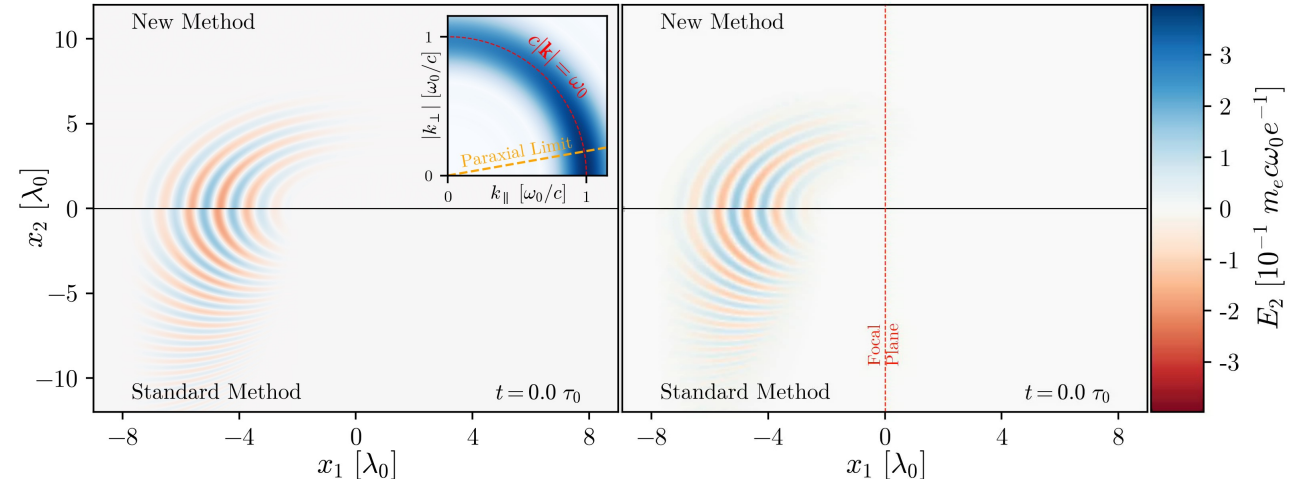 New Method
10
5
0
−5
−10
x₂ [λ₀]
Standard Method
t = 0.0 τ₀
−8
−4
0
4
8
x₁ [λ₀]
|k⊥| [ω₀/c]
1
0
c|k| = ω₀
Paraxial Limit
0
k∥ [ω₀/c]
1
New Method
Focal
Plane
Standard Method
t = 0.0 τ₀
−8
−4
0
4
8
x₁ [λ₀]
3
2
1
0
-1
-2
-3
E₂ [10⁻¹ mₑcω₀e⁻¹]